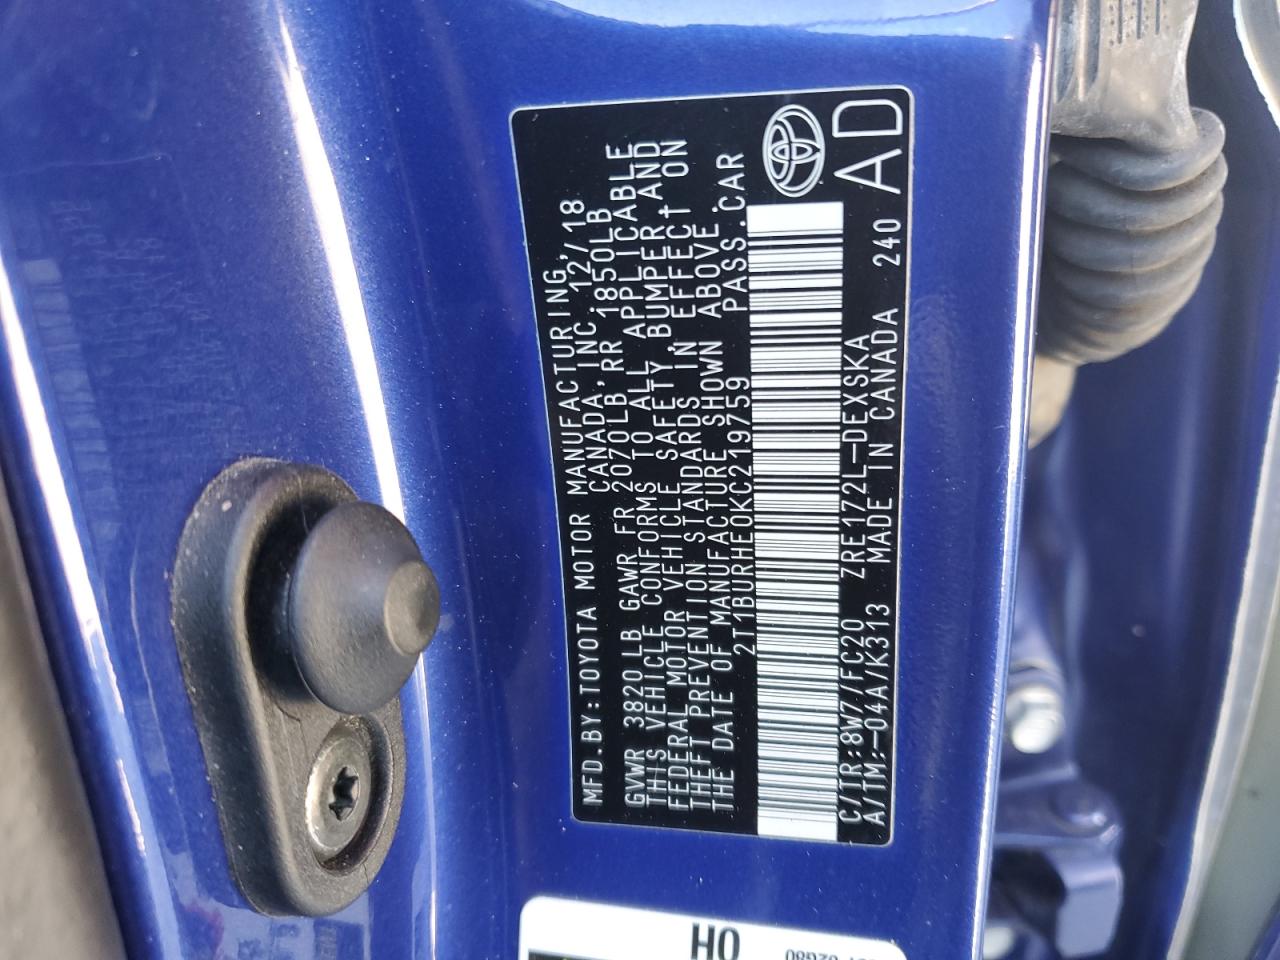 MFD.BY:TOYOTA MOTOR MANUFACTURING,
CANADA,INC.12/18
GVWR 3820LB GAWR FR 2070LB RR 1850LB
THIS VEHICLE CONFORMS TO ALL APPLICABLE
FEDERAL MOTOR VEHICLE SAFETY,BUMPER,AND
THEFT PREVENTION STANDARDS IN EFFECT ON
THE DATE OF MANUFACTURE SHOWN ABOVE.
2T1BURHE0KC219759 PASS.CAR
C/TR:8W7/FC20 ZRE172L-DEXSKA
A/TM:-04A/K313 MADE IN CANADA 240
AD
HO